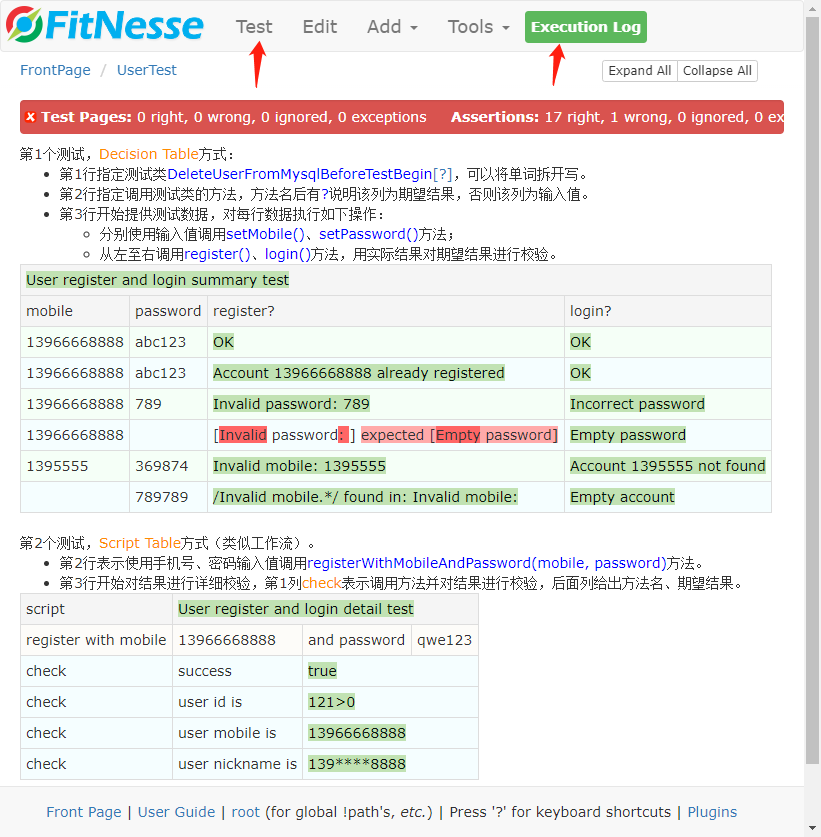 FitNesse Test Edit Add Tools Execution Log
FrontPage / UserTest Expand All Collapse All
Test Pages: 0 right, 0 wrong, 0 ignored, 0 exceptions Assertions: 17 right, 1 wrong, 0 ignored, 0 ex
第1个测试，Decision Table方式：
第1行指定测试类DeleteUserFromMysqlBeforeTestBegin[?]，可以将单词拆开写。
第2行指定调用测试类的方法，方法名后有?说明该列为期望结果，否则该列为输入值。
第3行开始提供测试数据，对每行数据执行如下操作：
分别使用输入值调用setMobile()、setPassword()方法；
从左至右调用register()、login()方法，用实际结果对期望结果进行校验。
User register and login summary test
mobile password register? login?
13966668888 abc123 OK OK
13966668888 abc123 Account 13966668888 already registered OK
13966668888 789 Invalid password: 789 Incorrect password
13966668888 [Invalid password: ] expected [Empty password] Empty password
1395555 369874 Invalid mobile: 1395555 Account 1395555 not found
789789 /Invalid mobile.*/ found in: Invalid mobile: Empty account
第2个测试，Script Table方式（类似工作流）。
第2行表示使用手机号、密码输入值调用registerWithMobileAndPassword(mobile, password)方法。
第3行开始对结果进行详细校验，第1列check表示调用方法并对结果进行校验，后面列给出方法名、期望结果。
script User register and login detail test
register with mobile 13966668888 and password qwe123
check success true
check user id is 121>0
check user mobile is 13966668888
check user nickname is 139****8888
Front Page | User Guide | root (for global !path's, etc.) | Press '?' for keyboard shortcuts | Plugins